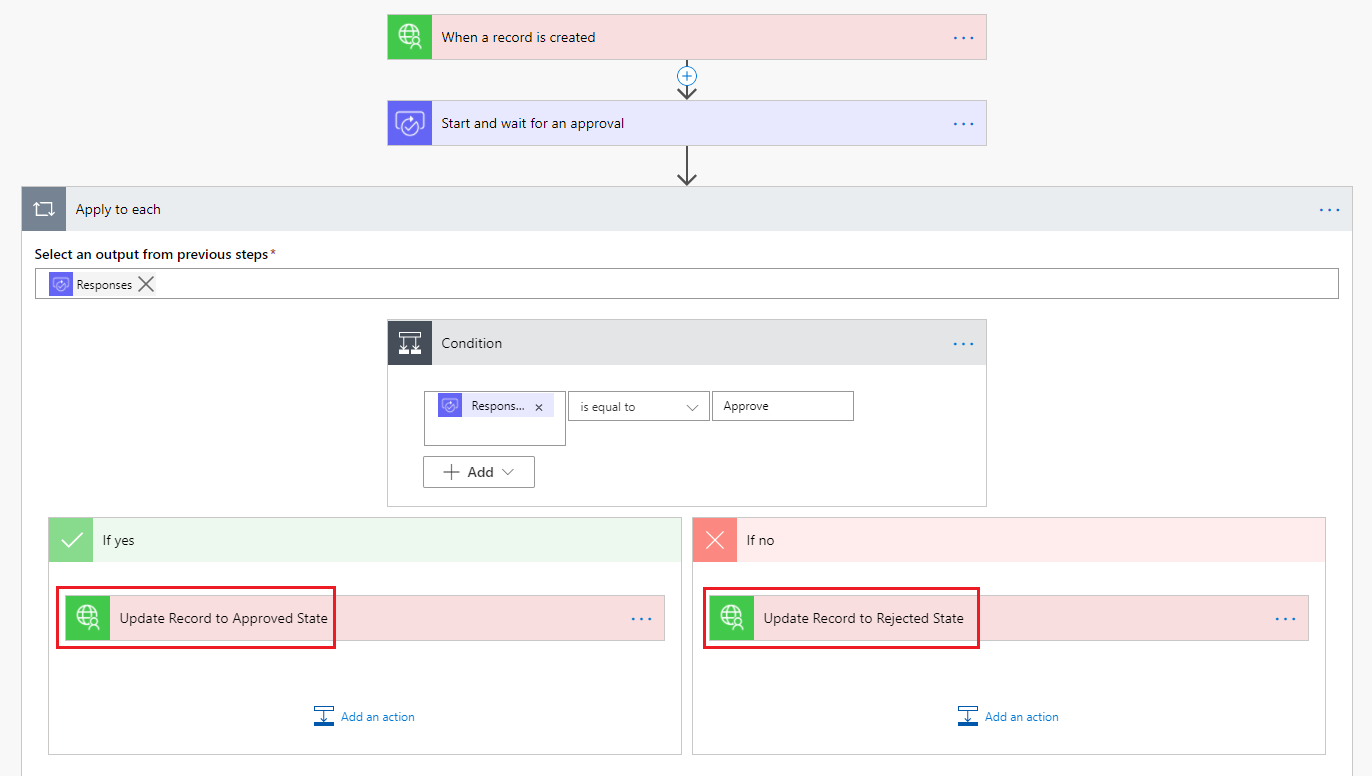 When a record is created
Start and wait for an approval
Apply to each
Select an output from previous steps*
Responses
Condition
Respons... is equal to Approve
Add
If yes
If no
Update Record to Approved State
Update Record to Rejected State
Add an action
Add an action